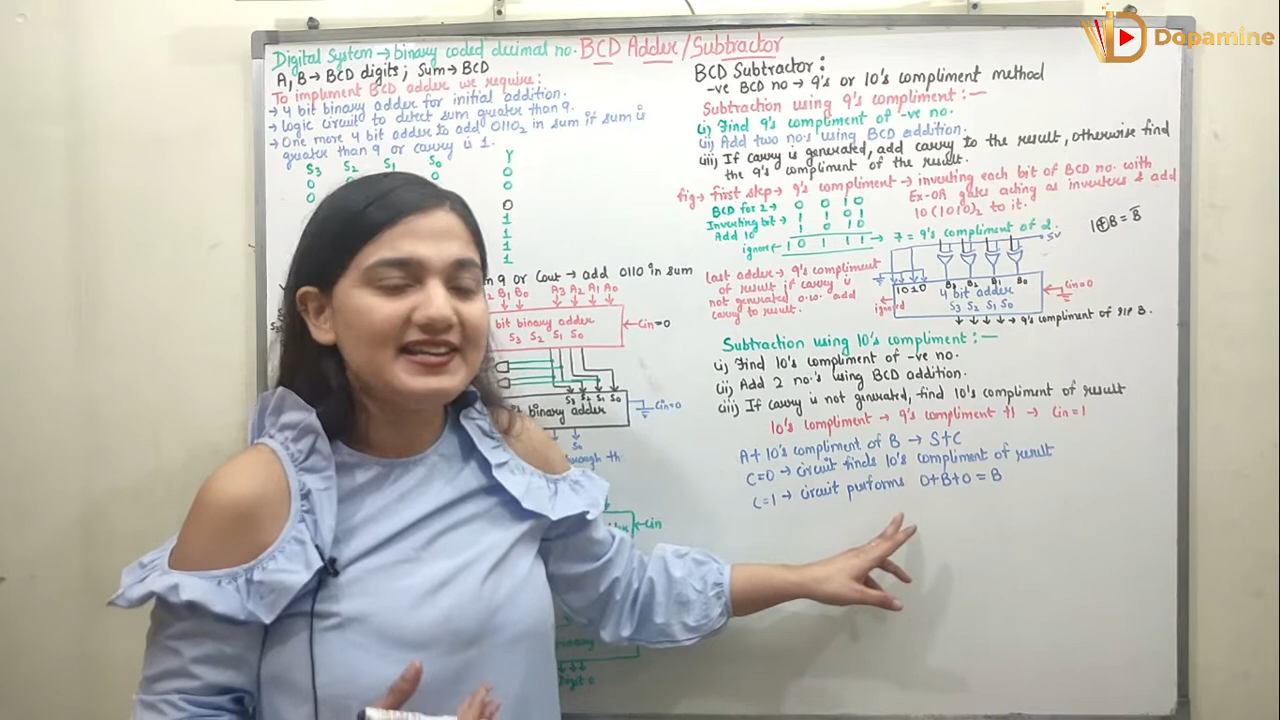 Dopamine
Digital System → binary coded decimal no. BCD Adder/Subtractor
A, B → BCD digits; Sum → BCD
To implement BCD adder we require:
→ 4 bit binary adder for initial addition.
→ Logic circuit to detect sum greater than 9.
→ One more 4 bit adder to add 0110₂ in sum if sum is
greater than 9 or carry is 1.
S3 S2 S1 S0 Y
0 0 0
0 0
0
1
1
1
1
n 9 or Cout → add 0110 in sum
B1 B0 A3 A2 A1 A0
bit binary adder ← Cin=0
S3 S2 S1 S0
S3 S2 S1 S0
binary adder Cin=0
S0
through th
← Cin
inary
Digit
BCD Subtractor:
-ve BCD no → 9's or 10's compliment method
Subtraction using 9's compliment :—
(i) Find 9's compliment of -ve no.
(ii) Add two no.s using BCD addition.
(iii) If carry is generated, add carry to the result, otherwise find
the 9's compliment of the result.
fig → first step → 9's compliment → inverting each bit of BCD no. with
Ex-OR gates acting as inverters & add
10 (1010)₂ to it.
BCD for 2 → 0 0 1 0
Inverting bit → 1 1 0 1
Add 10 1 0 1 0
ignore ← 1 0 1 1 1 → 7 = 9's compliment of 2
1⊕B = B̅
5V
last adder → 9's compliment
of result if carry is
not generated o.w. add
carry to result.
1010 B3 B2 B1 B0
4 bit adder Cin=0
S3 S2 S1 S0
ignored
→ 9's compliment of I/P B.
Subtraction using 10's compliment :—
(i) Find 10's compliment of -ve no.
(ii) Add 2 no.s using BCD addition.
(iii) If carry is not generated, find 10's compliment of result
10's compliment → 9's compliment +1 → Cin=1
A+ 10's compliment of B → S+C
C=0 → circuit finds 10's compliment of result
C=1 → circuit performs 0+B+0 = B